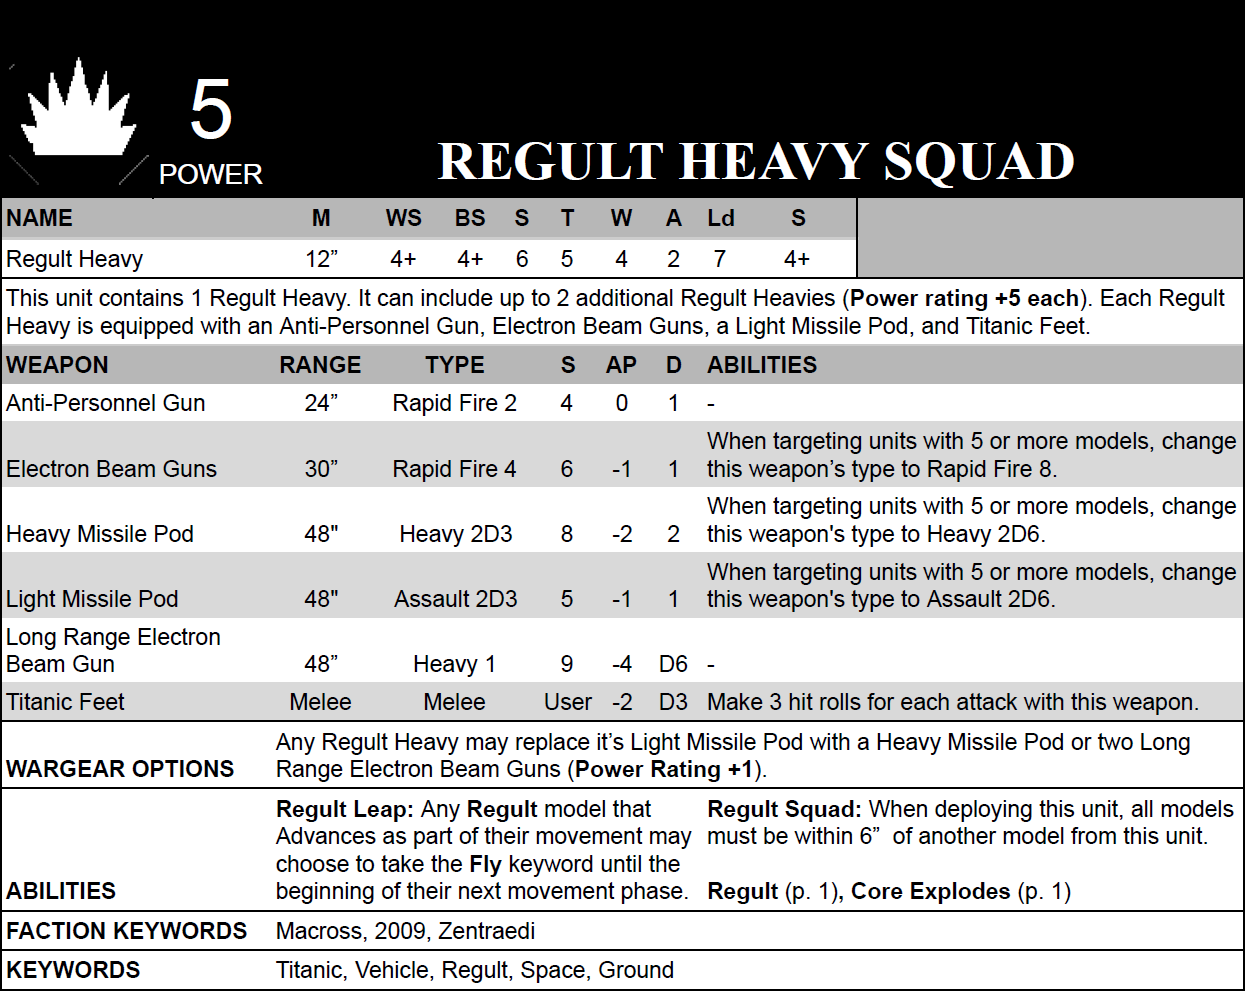 5
POWER
REGULT HEAVY SQUAD
NAME M WS BS S T W A Ld S
Regult Heavy 12” 4+ 4+ 6 5 4 2 7 4+
This unit contains 1 Regult Heavy. It can include up to 2 additional Regult Heavies (Power rating +5 each). Each Regult
Heavy is equipped with an Anti-Personnel Gun, Electron Beam Guns, a Light Missile Pod, and Titanic Feet.
WEAPON RANGE TYPE S AP D ABILITIES
Anti-Personnel Gun 24” Rapid Fire 2 4 0 1 -
When targeting units with 5 or more models, change
Electron Beam Guns 30” Rapid Fire 4 6 -1 1 this weapon’s type to Rapid Fire 8.
When targeting units with 5 or more models, change
Heavy Missile Pod 48" Heavy 2D3 8 -2 2 this weapon's type to Heavy 2D6.
When targeting units with 5 or more models, change
Light Missile Pod 48" Assault 2D3 5 -1 1 this weapon's type to Assault 2D6.
Long Range Electron
Beam Gun 48” Heavy 1 9 -4 D6 -
Titanic Feet Melee Melee User -2 D3 Make 3 hit rolls for each attack with this weapon.
Any Regult Heavy may replace it’s Light Missile Pod with a Heavy Missile Pod or two Long
WARGEAR OPTIONS Range Electron Beam Guns (Power Rating +1).
Regult Leap: Any Regult model that
Advances as part of their movement may
choose to take the Fly keyword until the
ABILITIES beginning of their next movement phase.
Regult Squad: When deploying this unit, all models
must be within 6” of another model from this unit.
Regult (p. 1), Core Explodes (p. 1)
FACTION KEYWORDS Macross, 2009, Zentraedi
KEYWORDS Titanic, Vehicle, Regult, Space, Ground